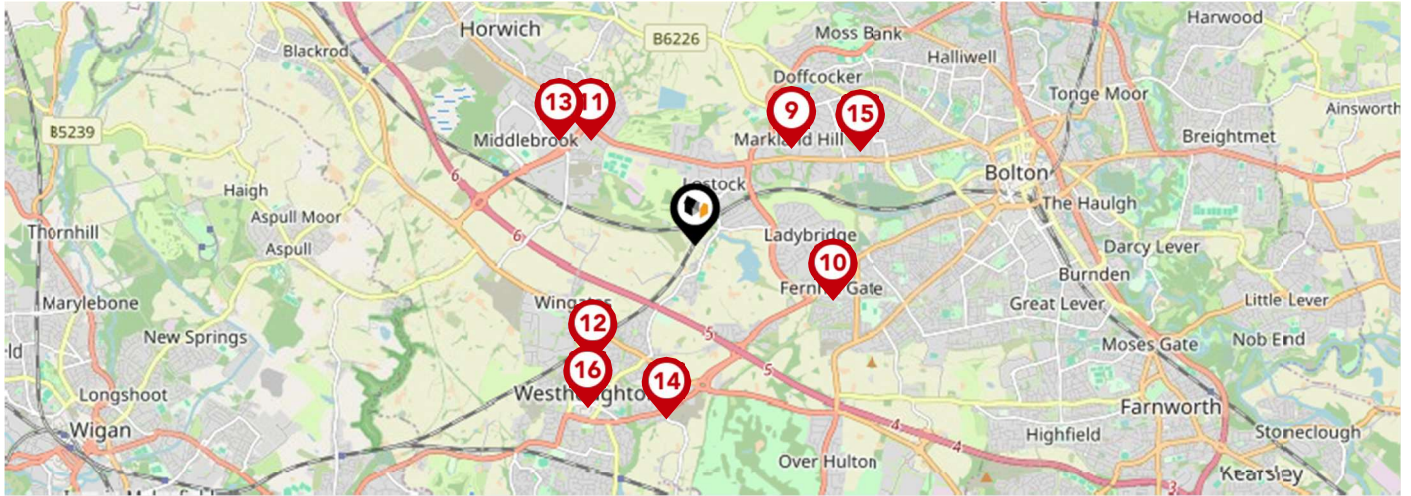 Harwood
Horwich
B6226
Moss Bank
Blackrod
Halliwell
Doffcocker
Tonge Moor
13
11
9
15
Ainsworth
B5239
Middlebrook
Markland Hill
Breightmet
6
Bolton
Lostock
Haigh
The Haulgh
Aspull Moor
Thornhill
6
Ladybridge
Aspull
Darcy Lever
10
Burnden
Marylebone
Great Lever
Little Lever
Wingates
12
5
New Springs
Nob End
Moses Gate
16
5
14
Longshoot
Farnworth
Wigan
4
4
Highfield
Stoneclough
Over Hulton
Kearsley
3